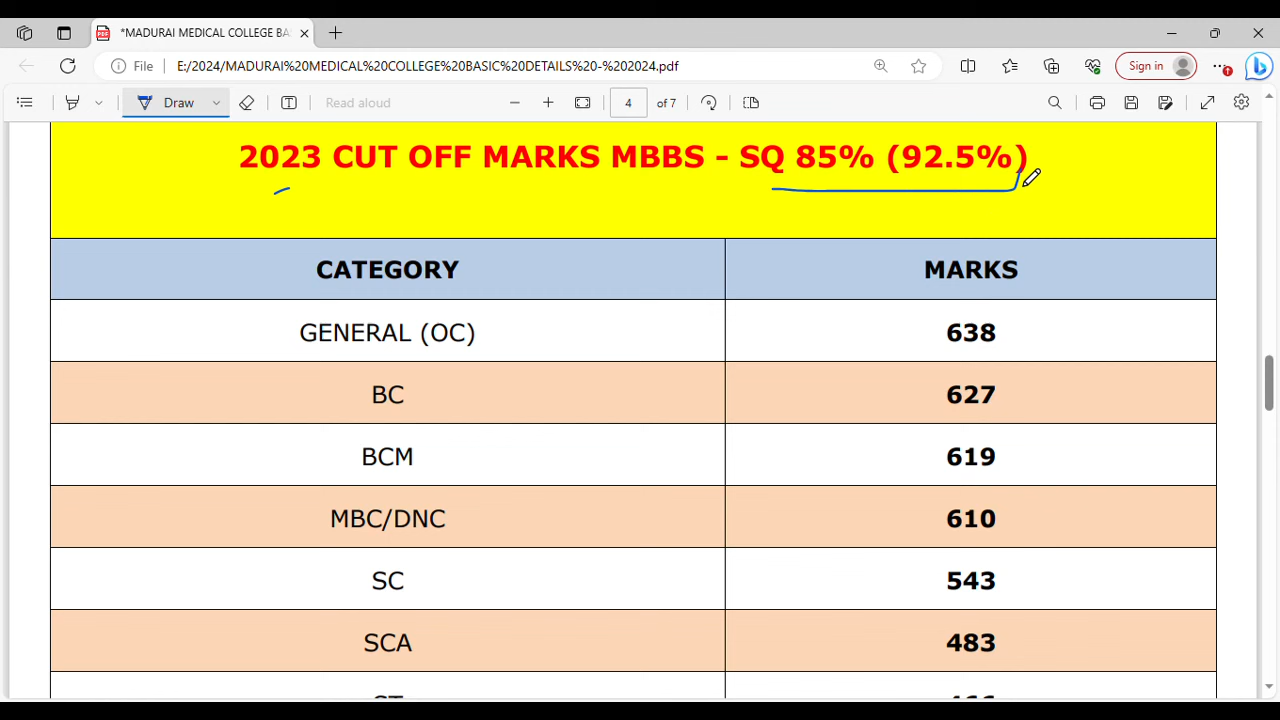 *MADURAI MEDICAL COLLEGE BA
File
E:/2024/MADURAI%20MEDICAL%20COLLEGE%20BASIC%20DETAILS%20-%202024.pdf
Sign in
Draw
Read aloud
4 of 7
2023 CUT OFF MARKS MBBS - SQ 85% (92.5%)
CATEGORY MARKS
GENERAL (OC) 638
BC 627
BCM 619
MBC/DNC 610
SC 543
SCA 483